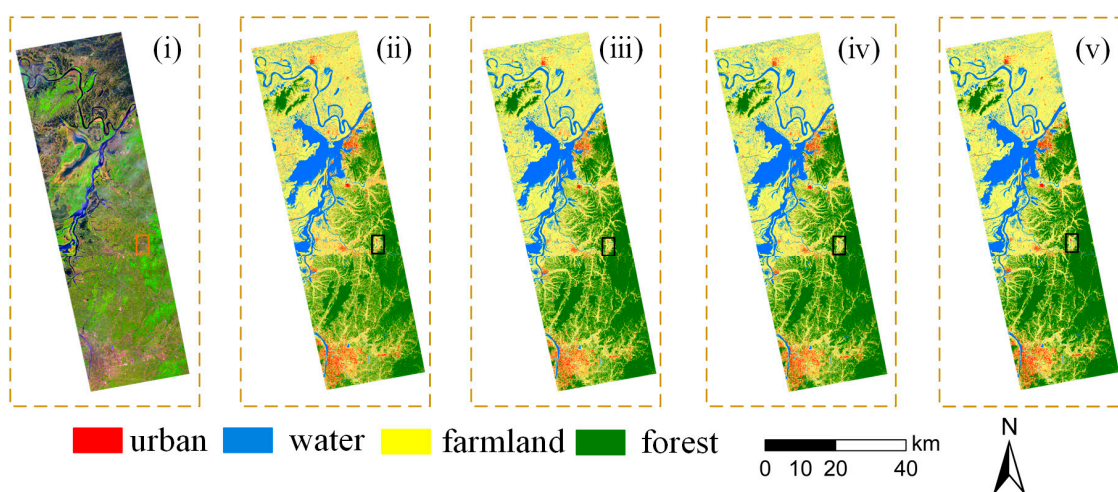 (i) (ii) (iii) (iv) (v)
urban water farmland forest
km
0 10 20 40
N